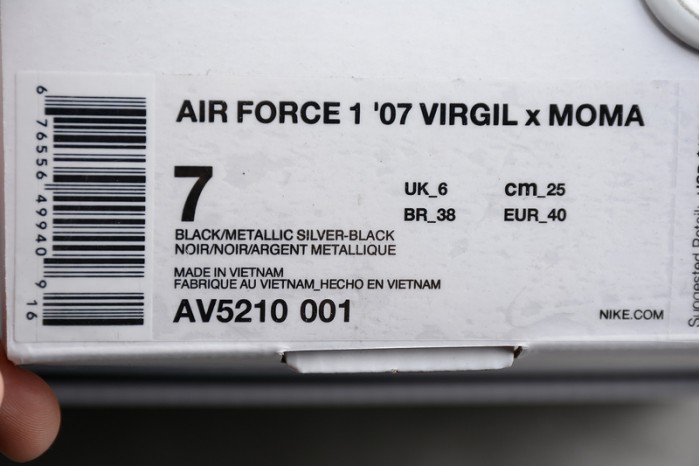 AIR FORCE 1 '07 VIRGIL x MOMA
7
UK_6 cm_25
BR_38 EUR_40
BLACK/METALLIC SILVER-BLACK
NOIR/NOIR/ARGENT METALLIQUE
MADE IN VIETNAM
FABRIQUE AU VIETNAM_HECHO EN VIETNAM
AV5210 001
NIKE.COM
6 76556 49940 9 16
Suggested